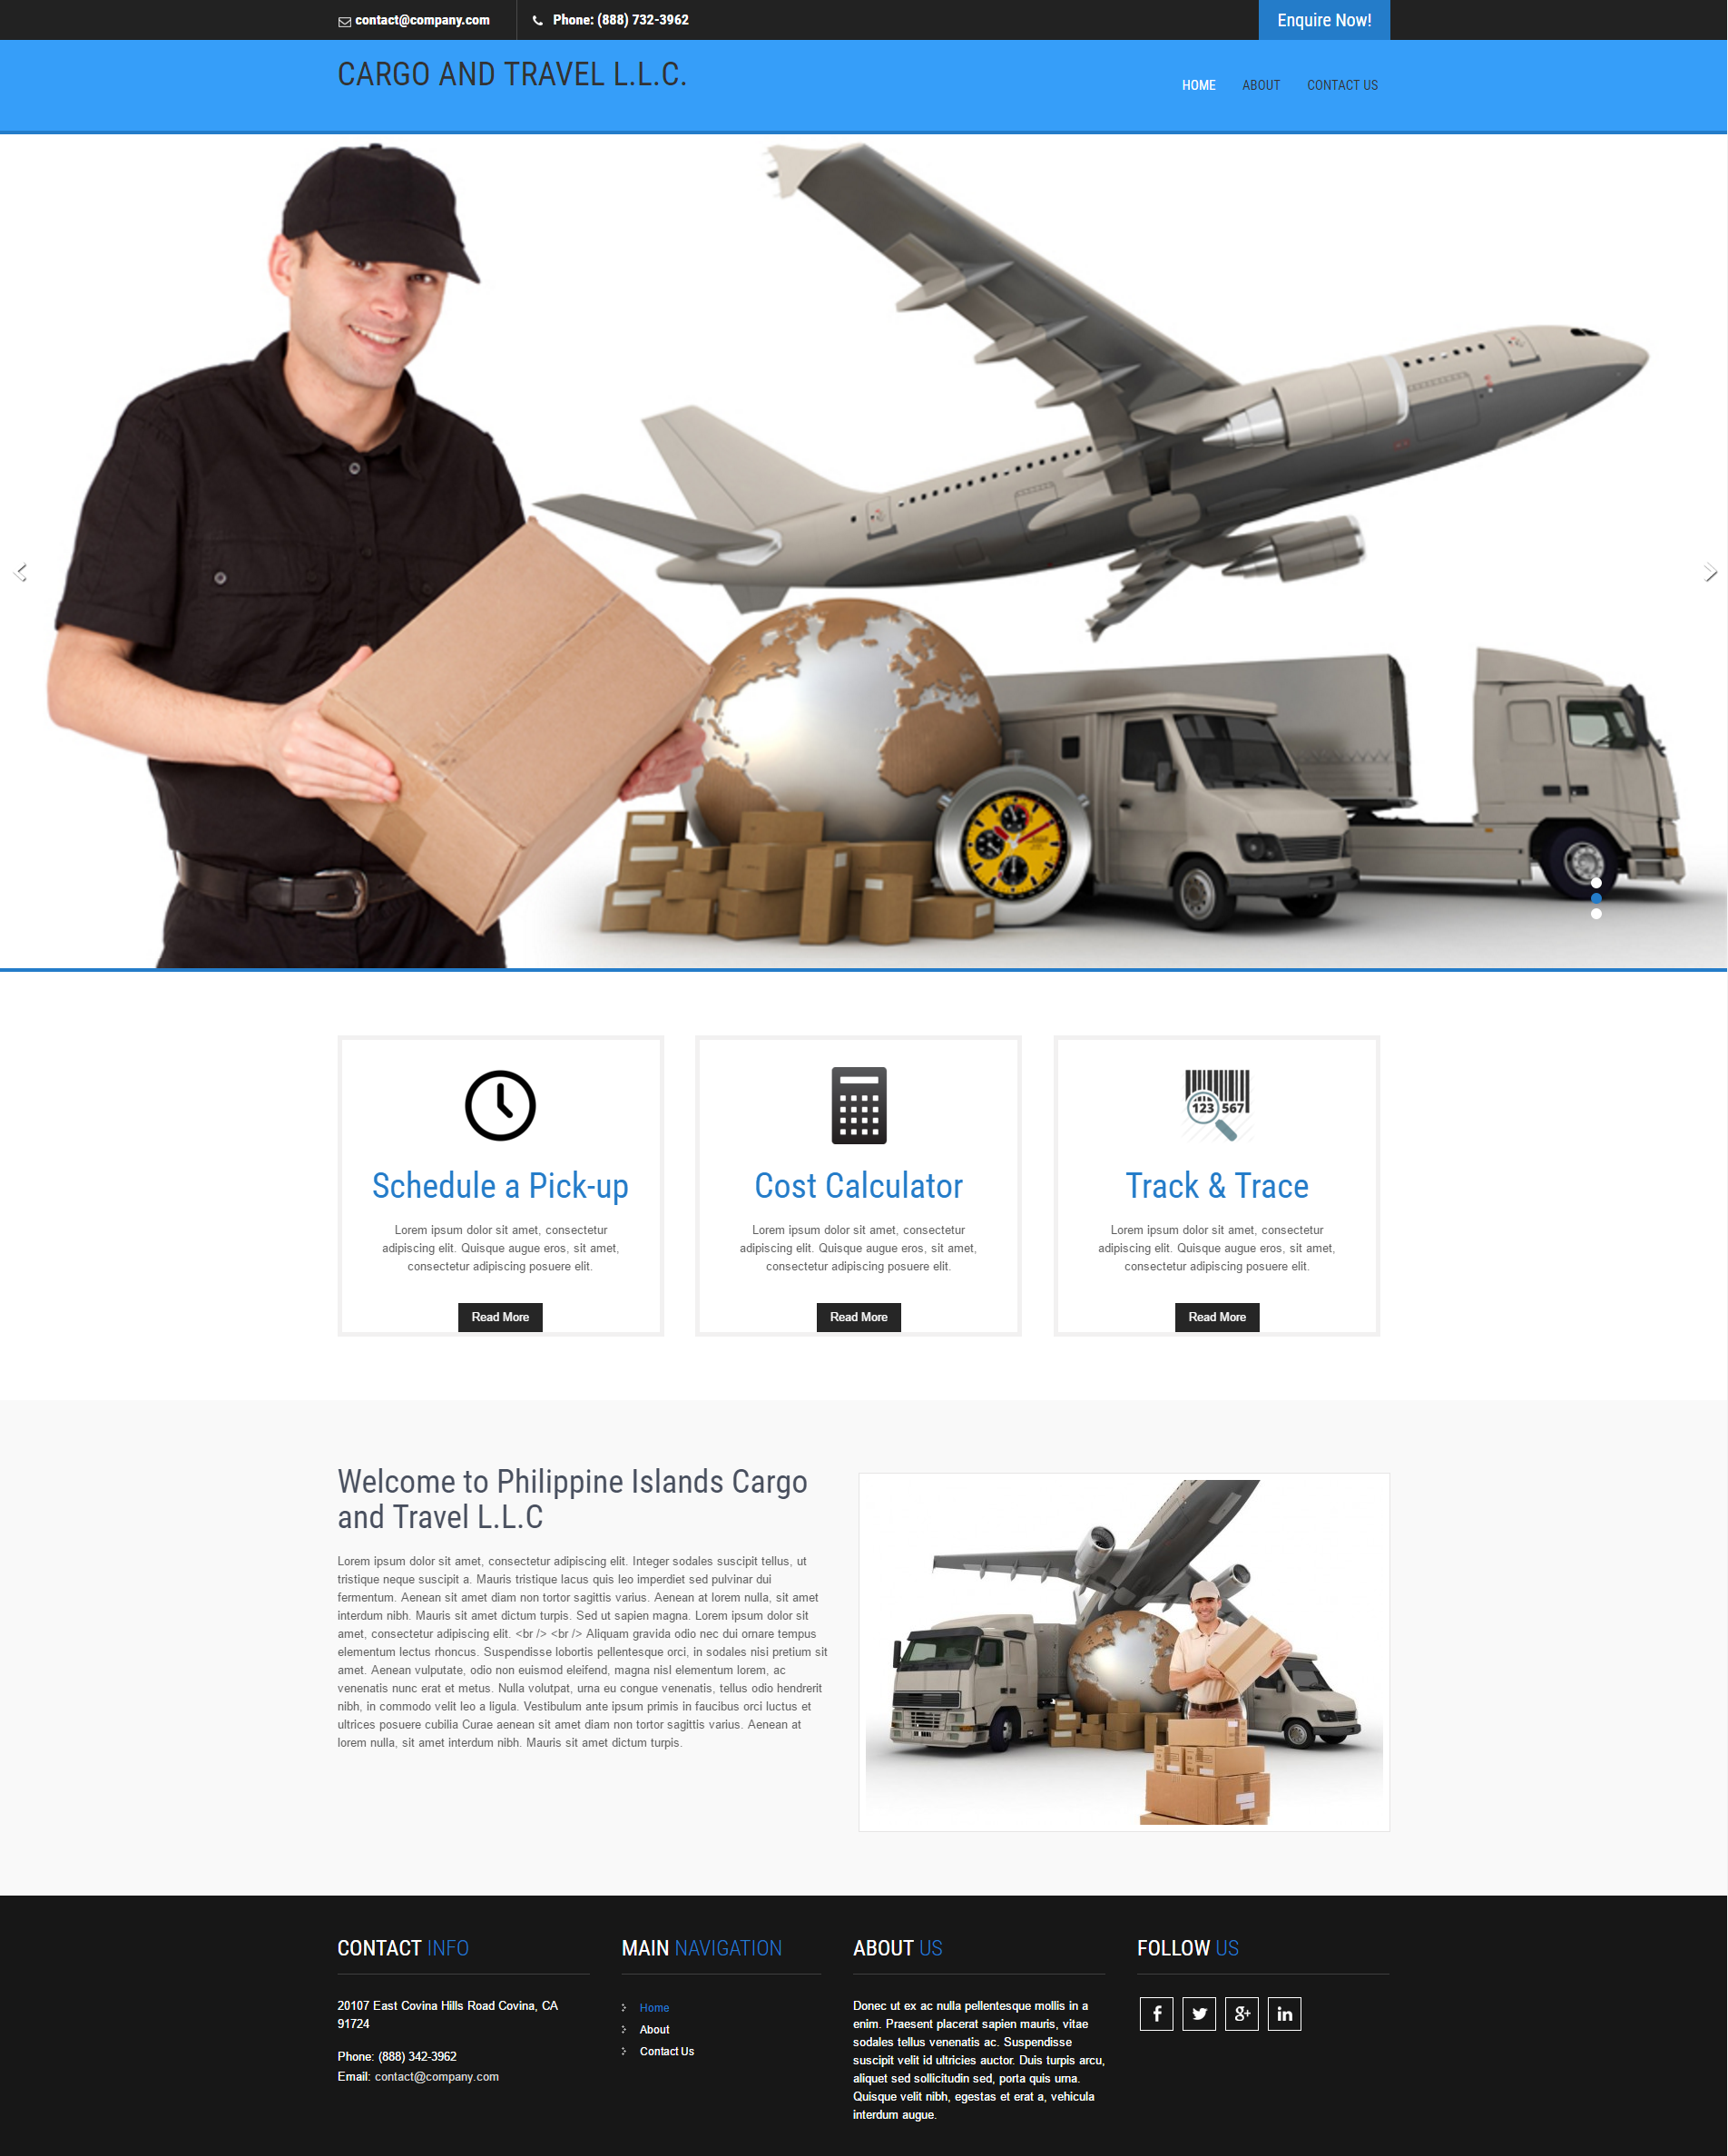 contact@company.com
Phone: (888) 732-3962
Enquire Now!
CARGO AND TRAVEL L.L.C.
HOME
ABOUT
CONTACT US
Schedule a Pick-up
Lorem ipsum dolor sit amet, consectetur
adipiscing elit. Quisque augue eros, sit amet,
consectetur adipiscing posuere elit.
Read More
Cost Calculator
Lorem ipsum dolor sit amet, consectetur
adipiscing elit. Quisque augue eros, sit amet,
consectetur adipiscing posuere elit.
Read More
123 567
Track & Trace
Lorem ipsum dolor sit amet, consectetur
adipiscing elit. Quisque augue eros, sit amet,
consectetur adipiscing posuere elit.
Read More
Welcome to Philippine Islands Cargo
and Travel L.L.C
Lorem ipsum dolor sit amet, consectetur adipiscing elit. Integer sodales suscipit tellus, ut
tristique neque suscipit a. Mauris tristique lacus quis leo imperdiet sed pulvinar dui
fermentum. Aenean sit amet diam non tortor sagittis varius. Aenean at lorem nulla, sit amet
interdum nibh. Mauris sit amet dictum turpis. Sed ut sapien magna. Lorem ipsum dolor sit
amet, consectetur adipiscing elit. <br /> <br /> Aliquam gravida odio nec dui ornare tempus
elementum lectus rhoncus. Suspendisse lobortis pellentesque orci, in sodales nisi pretium sit
amet. Aenean vulputate, odio non euismod eleifend, magna nisl elementum lorem, ac
venenatis nunc erat et metus. Nulla volutpat, urna eu congue venenatis, tellus odio hendrerit
nibh, in commodo velit leo a ligula. Vestibulum ante ipsum primis in faucibus orci luctus et
ultrices posuere cubilia Curae aenean sit amet diam non tortor sagittis varius. Aenean at
lorem nulla, sit amet interdum nibh. Mauris sit amet dictum turpis.
CONTACT INFO
20107 East Covina Hills Road Covina, CA
91724
Phone: (888) 342-3962
Email: contact@company.com
MAIN NAVIGATION
Home
About
Contact Us
ABOUT US
Donec ut ex ac nulla pellentesque mollis in a
enim. Praesent placerat sapien mauris, vitae
sodales tellus venenatis ac. Suspendisse
suscipit velit id ultricies auctor. Duis turpis arcu,
aliquet sed sollicitudin sed, porta quis urna.
Quisque velit nibh, egestas et erat a, vehicula
interdum augue.
FOLLOW US